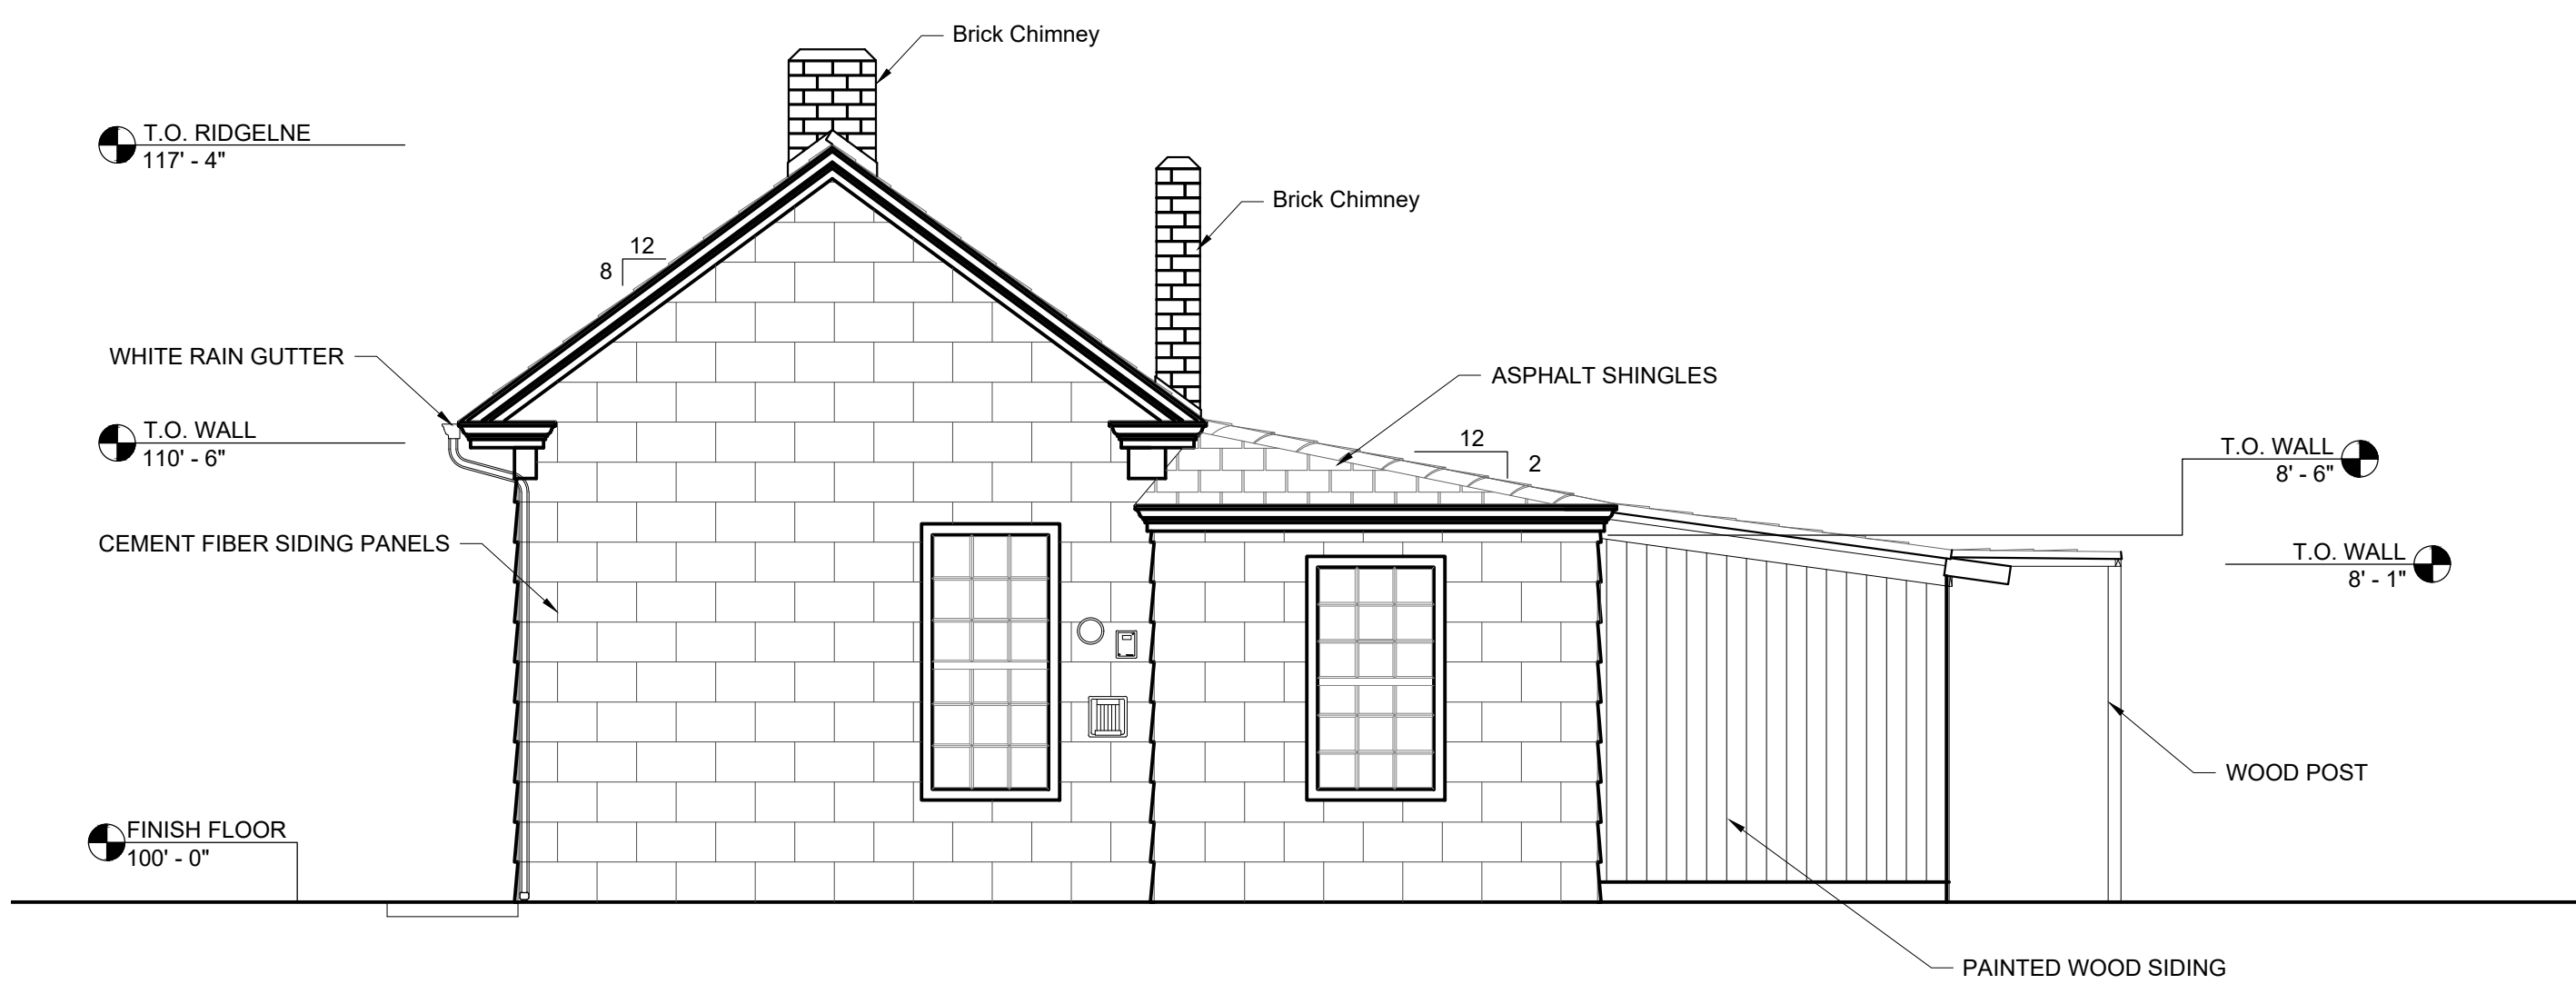 Brick Chimney
T.O. RIDGELNE
117' - 4"
Brick Chimney
12
8
WHITE RAIN GUTTER
ASPHALT SHINGLES
T.O. WALL
110' - 6"
12
2
T.O. WALL
8' - 6"
CEMENT FIBER SIDING PANELS
T.O. WALL
8' - 1"
WOOD POST
FINISH FLOOR
100' - 0"
PAINTED WOOD SIDING